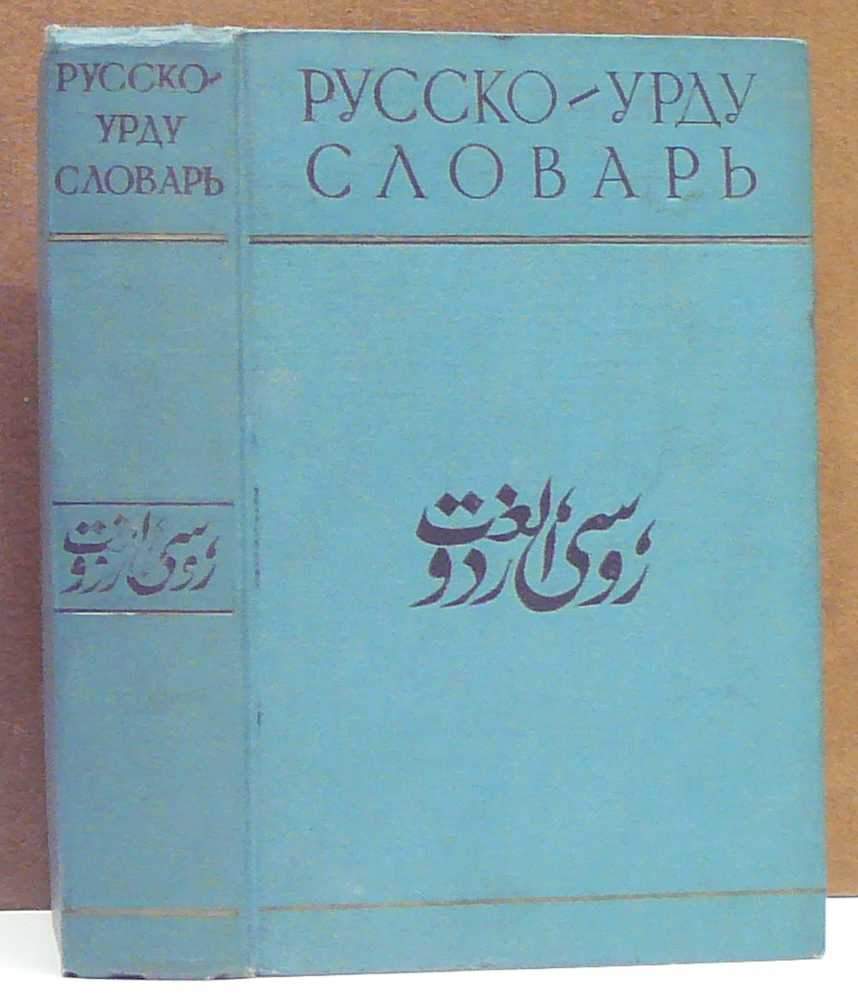 РУССКО-
УРДУ
СЛОВАРЬ
روسی اردو لغت
РУССКО-УРДУ
СЛОВАРЬ
روسی اردو لغت